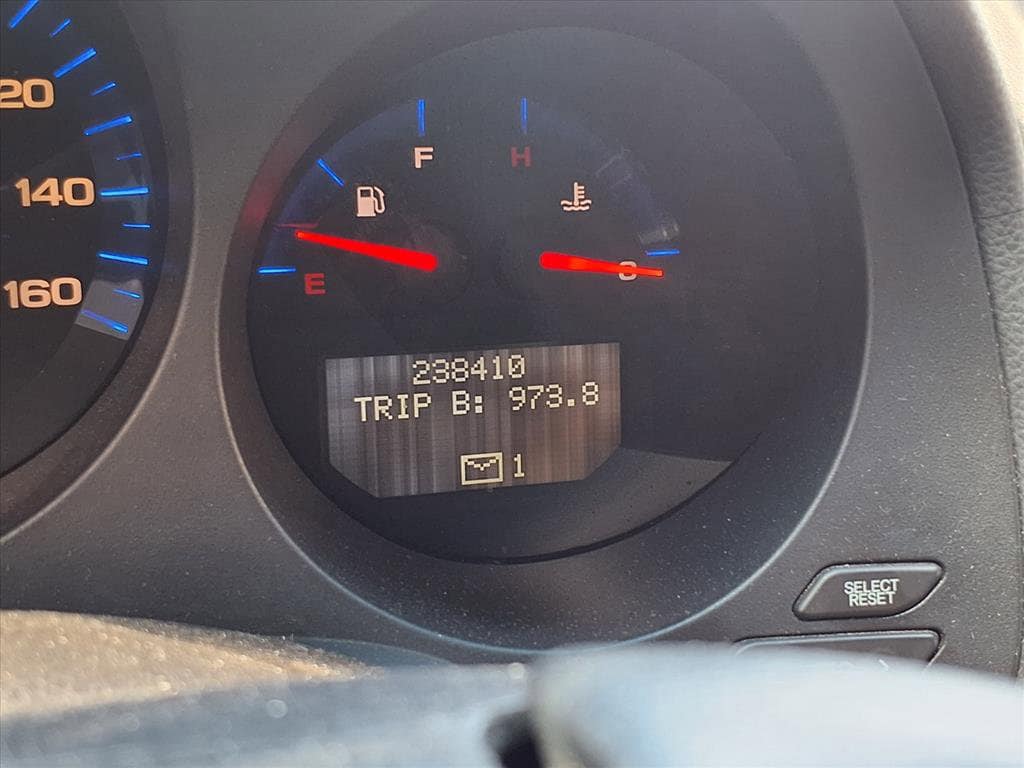 20
140
160
F
H
E
C
238410
TRIP B: 973.8
1
SELECT
RESET